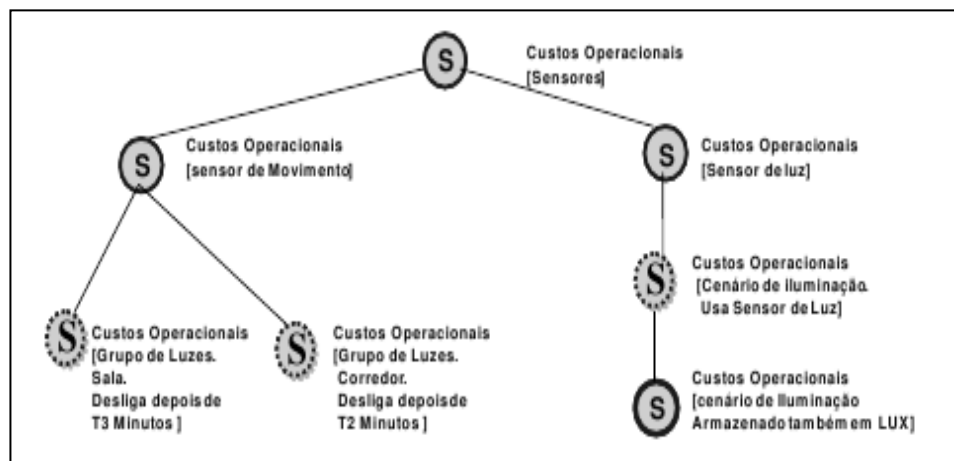 S
Custos Operacionais
[Sensores]
S
Custos Operacionais
[sensor de Movimento]
S
Custos Operacionais
[Sensor de luz]
S
Custos Operacionais
[Cenário de iluminação.
Usa Sensor de Luz]
S
Custos Operacionais
[Grupo de Luzes.
Sala.
Desliga depois de
T3 Minutos ]
S
Custos Operacionais
[Grupo de Luzes.
Corredor.
Desliga depois de
T2 Minutos ]
S
Custos Operacionais
[cenário de Iluminação
Armazenado também em LUX]